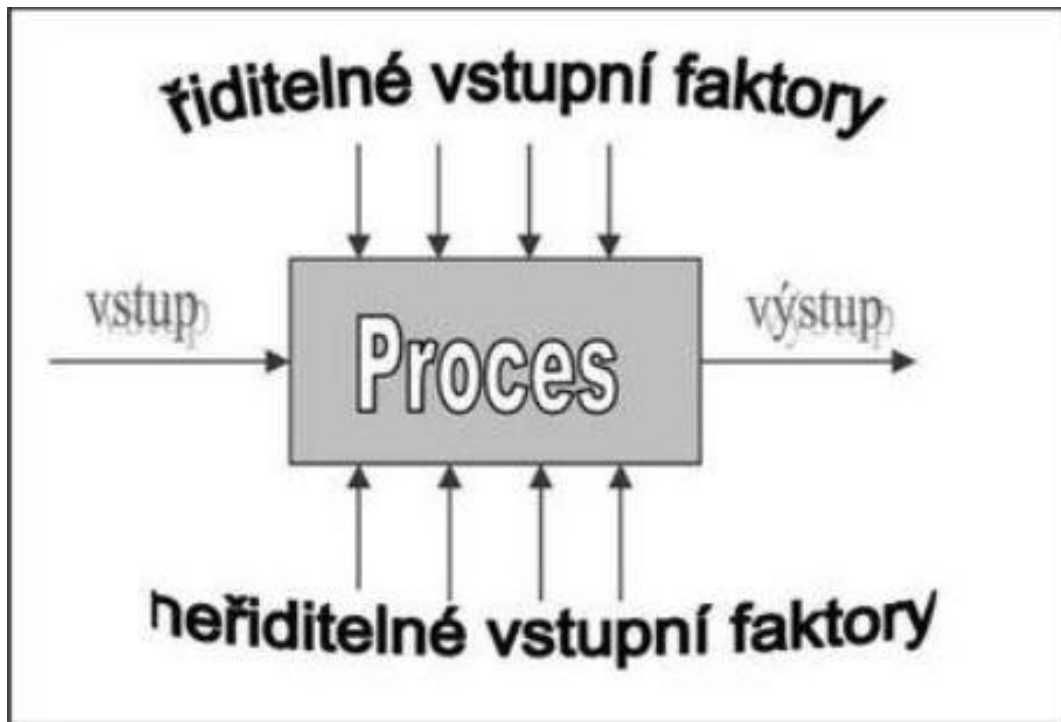 řiditelné vstupní faktory
vstup
výstup
Proces
neřiditelné vstupní faktory